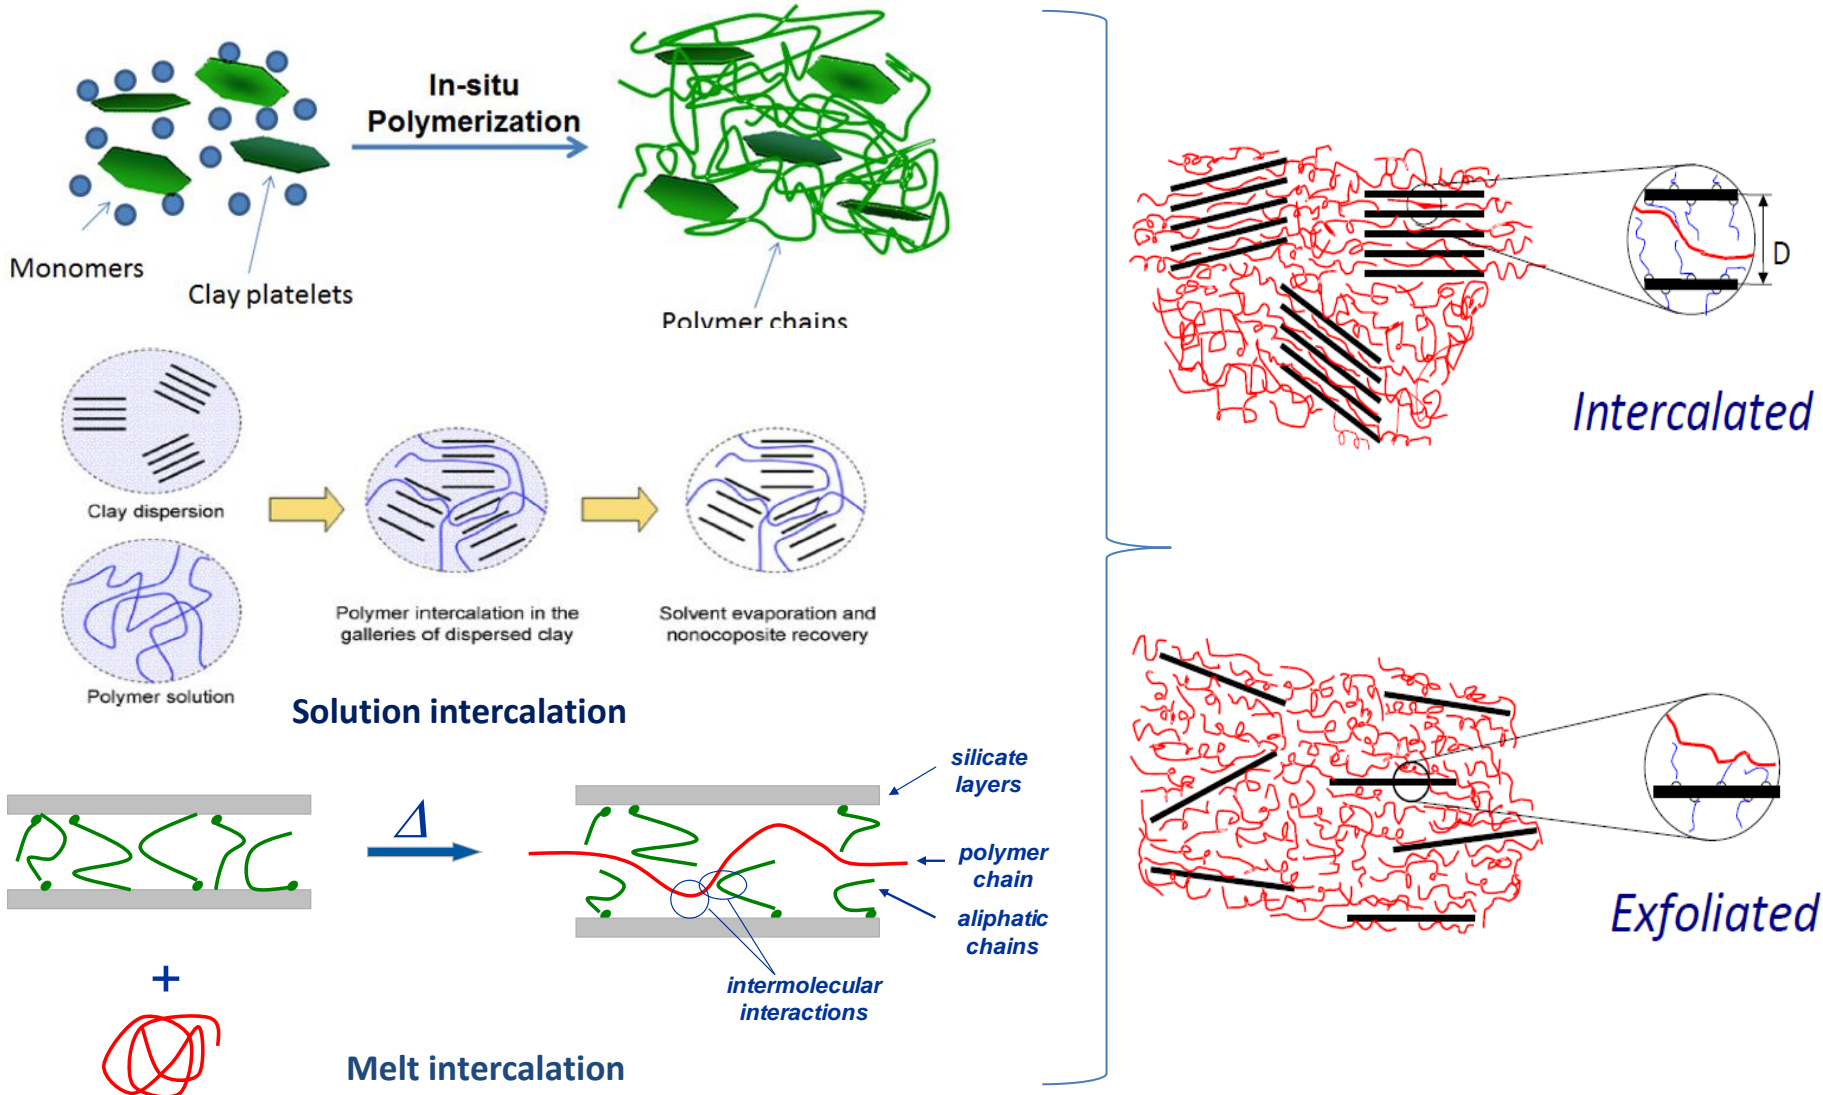 In-situ
Polymerization
Monomers
Clay platelets
Polymer chains
Clay dispersion
Polymer solution
Polymer intercalation in the
galleries of dispersed clay
Solvent evaporation and
nonocoposite recovery
Solution intercalation
Δ
+
silicate
layers
polymer
chain
aliphatic
chains
intermolecular
interactions
Melt intercalation
D
Intercalated
Exfoliated